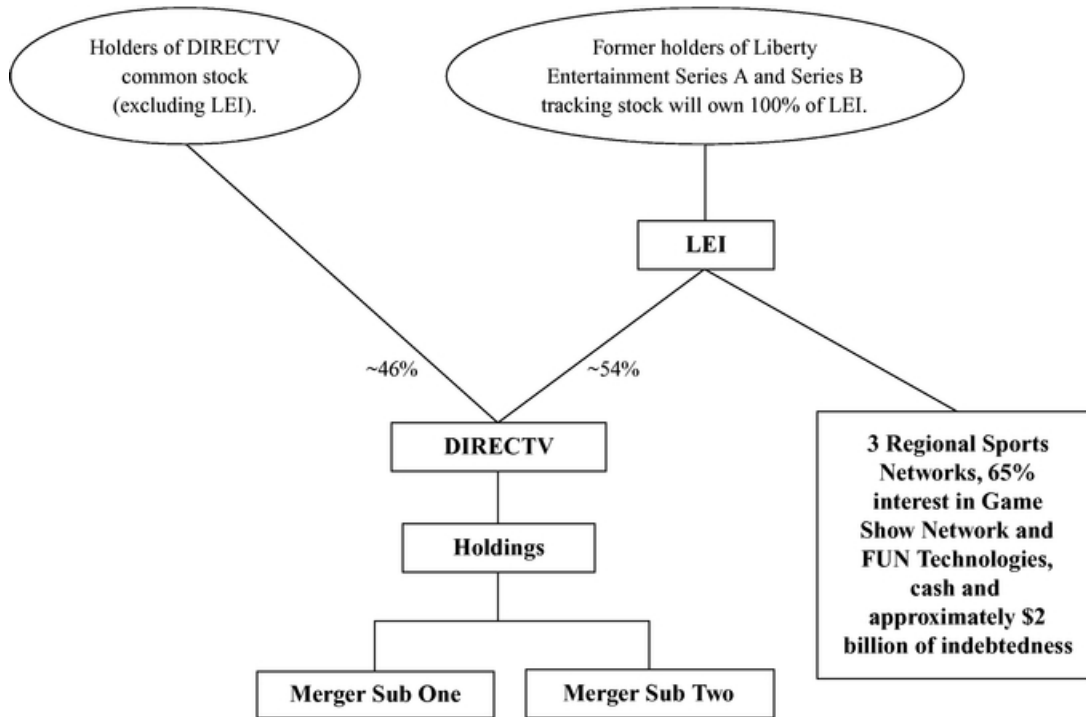 Holders of DIRECTV
common stock
(excluding LEI).
Former holders of Liberty
Entertainment Series A and Series B
tracking stock will own 100% of LEI.
LEI
~46%
~54%
DIRECTV
3 Regional Sports
Networks, 65%
interest in Game
Show Network and
FUN Technologies,
cash and
approximately $2
billion of indebtedness
Holdings
Merger Sub One
Merger Sub Two